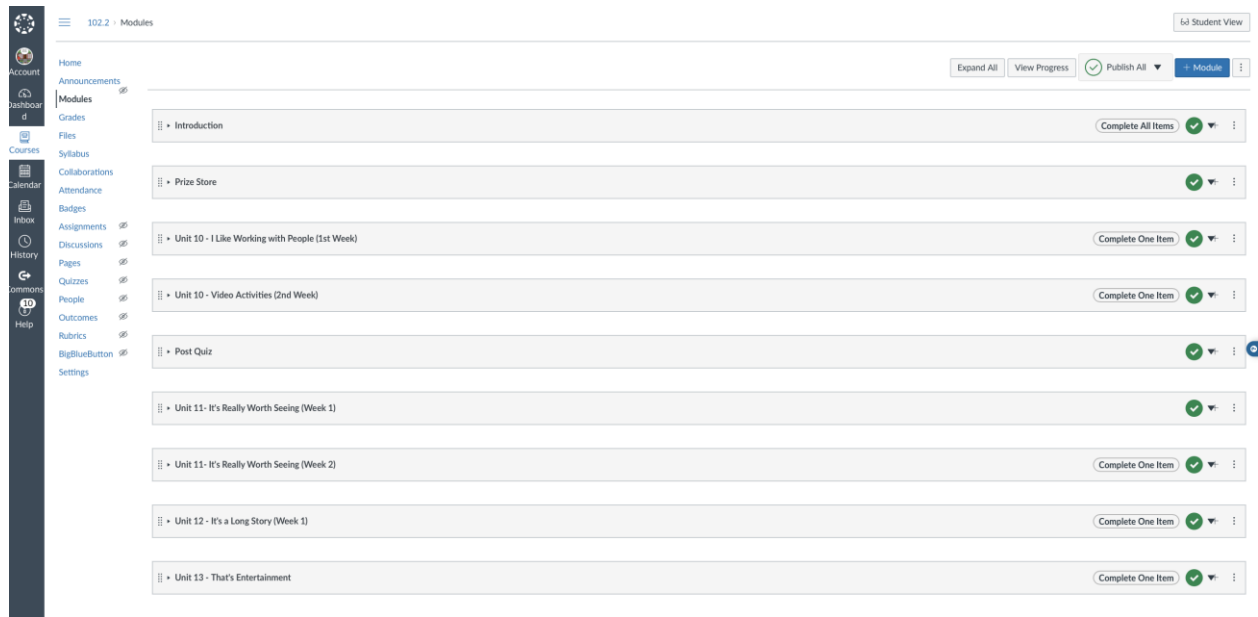 102.2 › Modules
6d Student View
Account
Dashboar
d
Courses
Calendar
Inbox
History
Commons
10
Help
Home
Announcements
Modules
Grades
Files
Syllabus
Collaborations
Attendance
Badges
Assignments
Discussions
Pages
Quizzes
People
Outcomes
Rubrics
BigBlueButton
Settings
Expand All
View Progress
Publish All
+ Module
Introduction
Complete All Items
Prize Store
Unit 10 - I Like Working with People (1st Week)
Complete One Item
Unit 10 - Video Activities (2nd Week)
Complete One Item
Post Quiz
Unit 11- It's Really Worth Seeing (Week 1)
Unit 11- It's Really Worth Seeing (Week 2)
Complete One Item
Unit 12 - It's a Long Story (Week 1)
Complete One Item
Unit 13 - That's Entertainment
Complete One Item